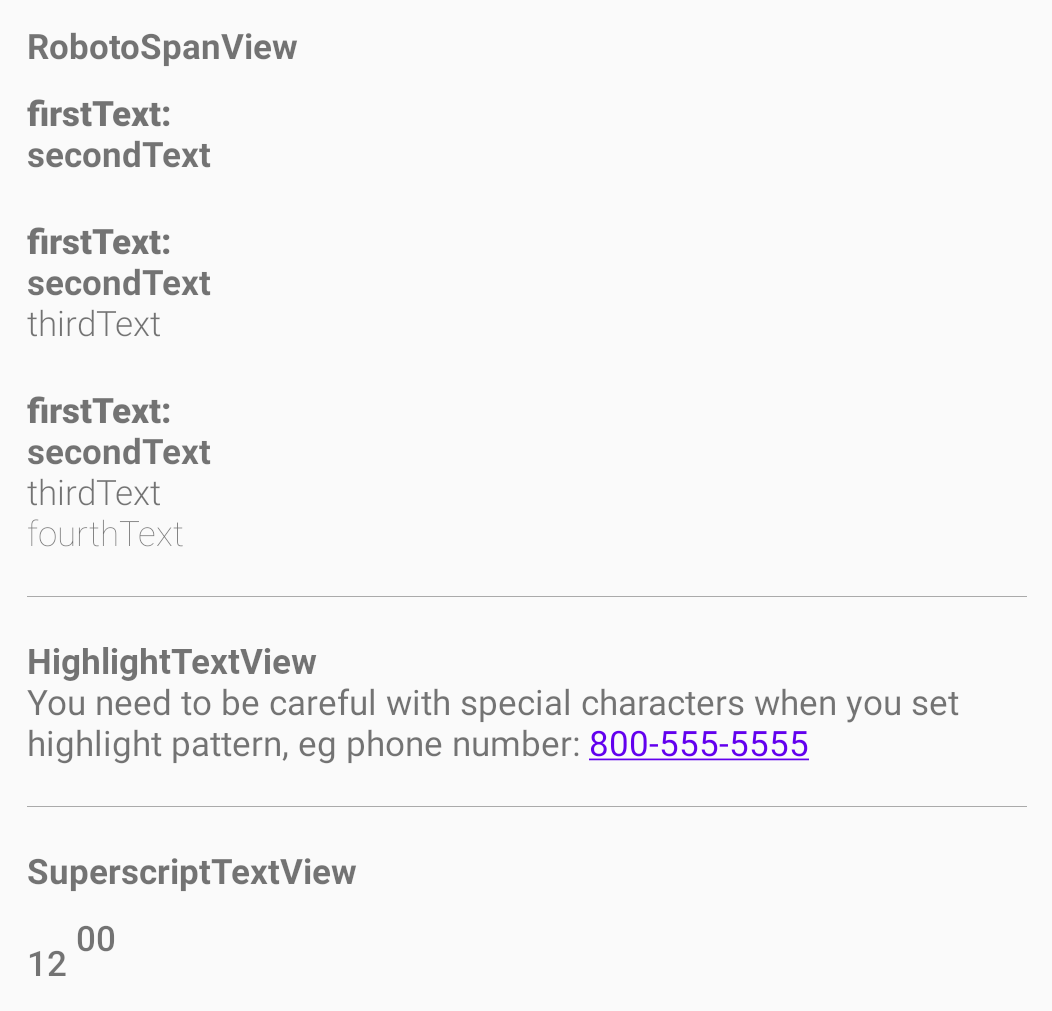 RobotoSpanView
firstText:
secondText
firstText:
secondText
thirdText
firstText:
secondText
thirdText
fourthText
HighlightTextView
You need to be careful with special characters when you set
highlight pattern, eg phone number: 800-555-5555
SuperscriptTextView
12 00